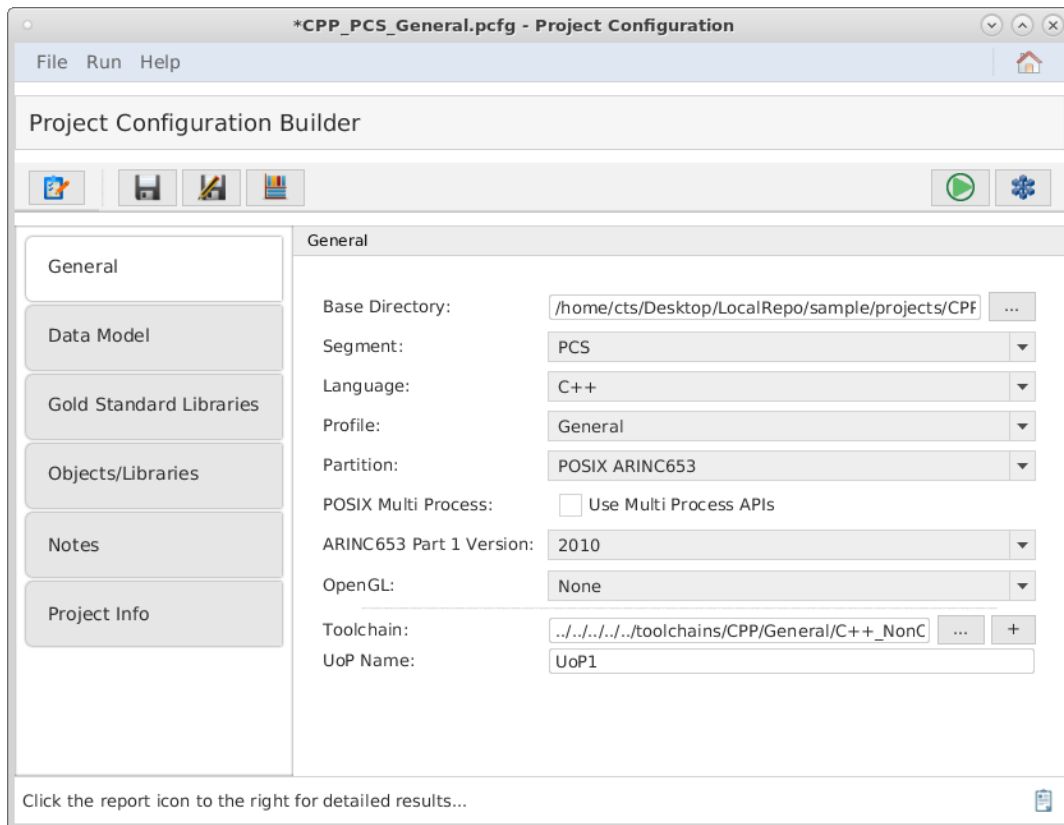 *CPP_PCS_General.pcfg - Project Configuration
File Run Help
Project Configuration Builder
General
Data Model
Gold Standard Libraries
Objects/Libraries
Notes
Project Info
General
Base Directory: /home/cts/Desktop/LocalRepo/sample/projects/CPP ...
Segment: PCS
Language: C++
Profile: General
Partition: POSIX ARINC653
POSIX Multi Process: Use Multi Process APIs
ARINC653 Part 1 Version: 2010
OpenGL: None
Toolchain: ../../../../../toolchains/CPP/General/C++_NonC ... +
UoP Name: UoP1
Click the report icon to the right for detailed results...